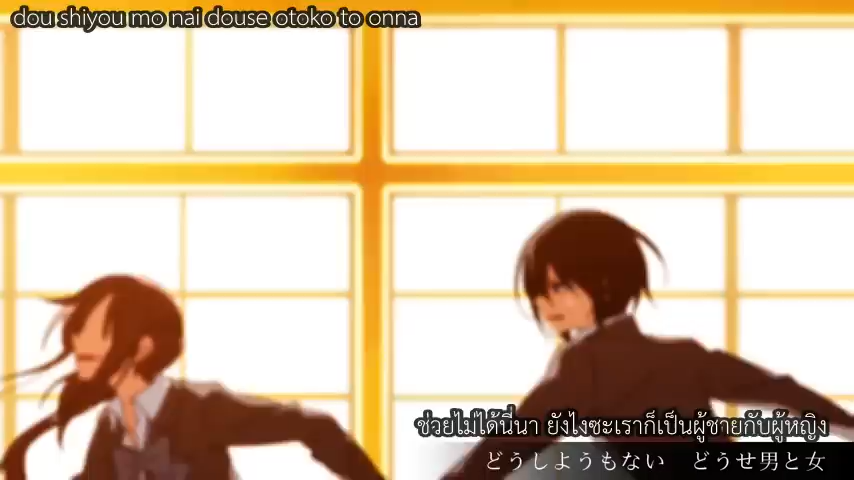 dou shiyou mo nai douse otoko to onna
ช่วยไม่ได้นี่นา ยังไงซะเราก็เป็นผู้ชายกับผู้หญิง
どうしようもない　どうせ男と女